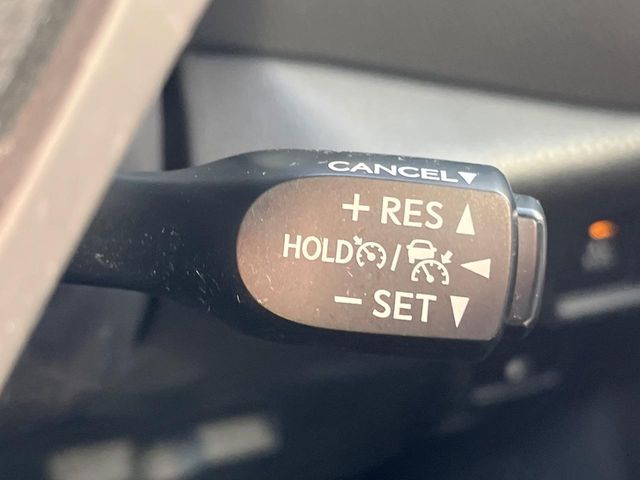 CANCEL▼
+ RES ▲
HOLD / ◀
− SET ▼